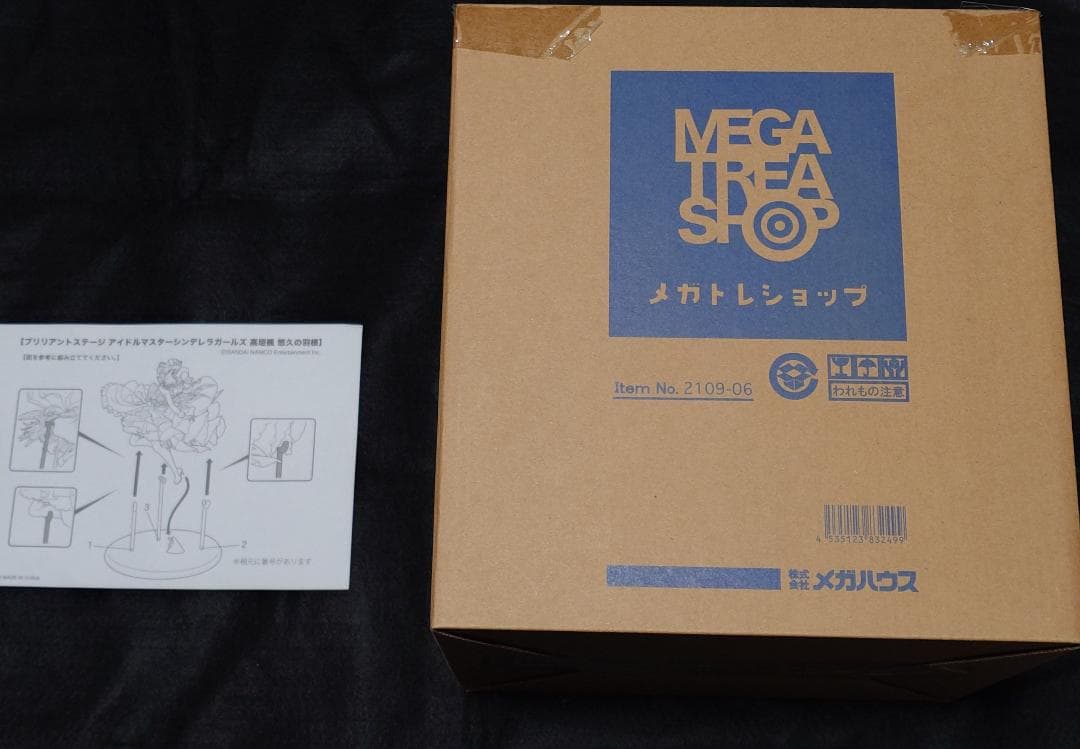 【ブリリアントステージ アイドルマスターシンデレラガールズ 高垣楓 悠久の羽根】
©BANDAI NAMCO Entertainment Inc.
【図を参考に組み立ててください。】
3
1
2
※根元に番号があります
MADE IN CHINA
MEGA
TREA
SHOP
メガトレショップ
Item No. 2109-06
われもの注意
4 535123 832499
株式会社 メガハウス